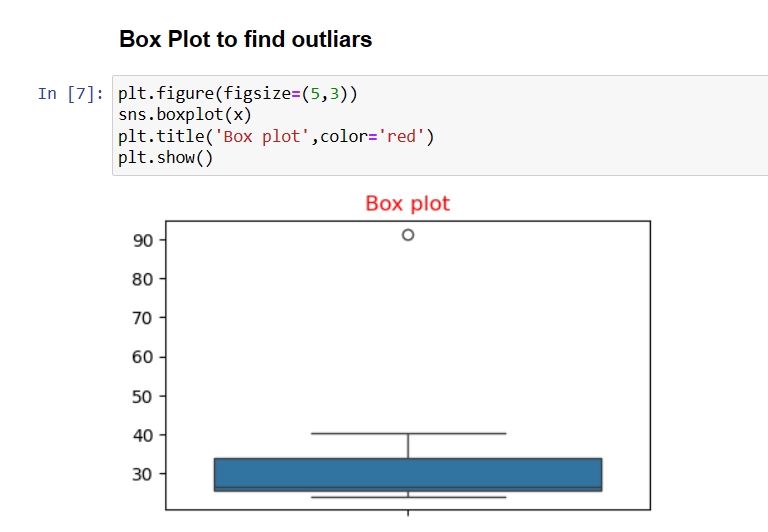 Box Plot to find outliars
In [7]: plt.figure(figsize=(5,3))
sns.boxplot(x)
plt.title('Box plot',color='red')
plt.show()
Box plot
90
80
70
60
50
40
30